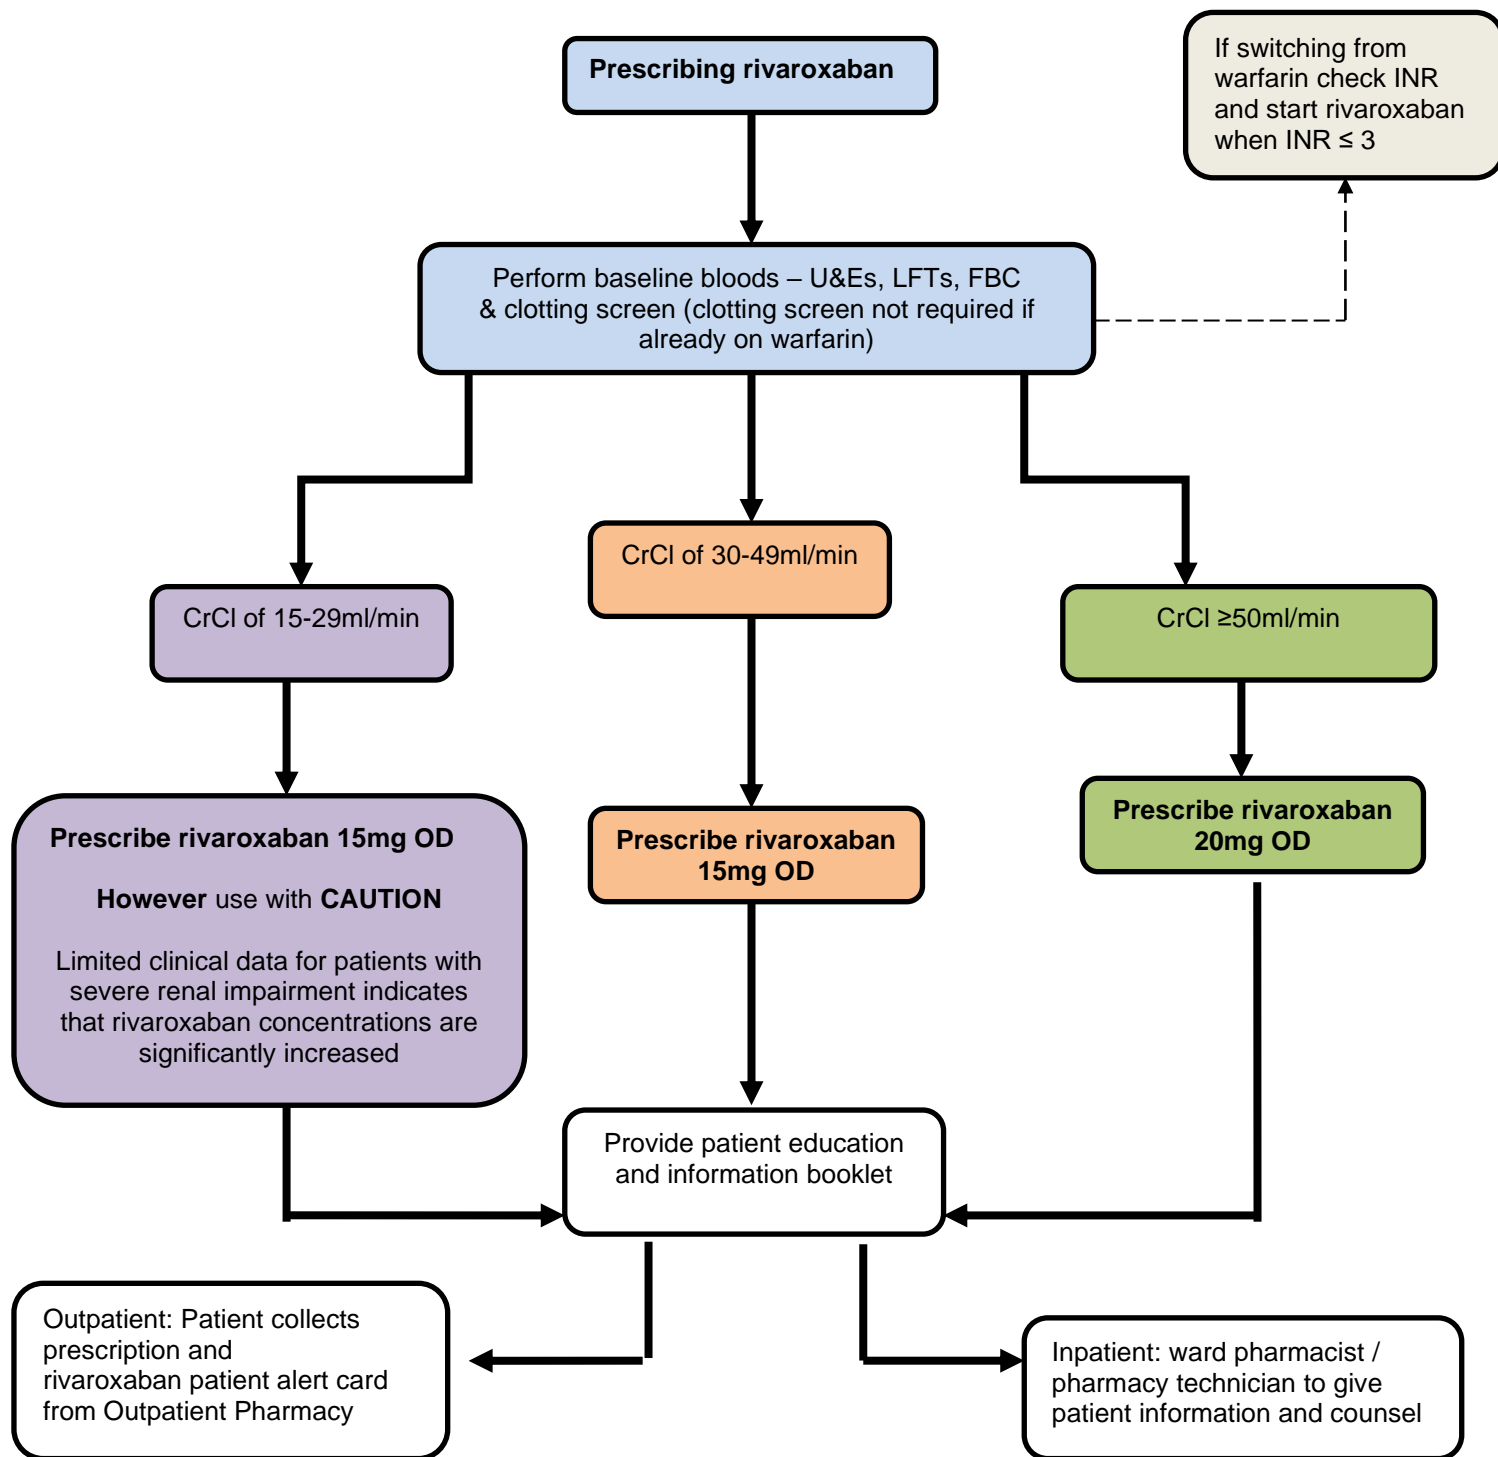 Prescribing rivaroxaban
If switching from
warfarin check INR
and start rivaroxaban
when INR ≤ 3
Perform baseline bloods – U&Es, LFTs, FBC
& clotting screen (clotting screen not required if
already on warfarin)
CrCl of 15-29ml/min
CrCl of 30-49ml/min
CrCl ≥50ml/min
Prescribe rivaroxaban 15mg OD
However use with CAUTION
Limited clinical data for patients with
severe renal impairment indicates
that rivaroxaban concentrations are
significantly increased
Prescribe rivaroxaban
15mg OD
Prescribe rivaroxaban
20mg OD
Provide patient education
and information booklet
Outpatient: Patient collects
prescription and
rivaroxaban patient alert card
from Outpatient Pharmacy
Inpatient: ward pharmacist /
pharmacy technician to give
patient information and counsel